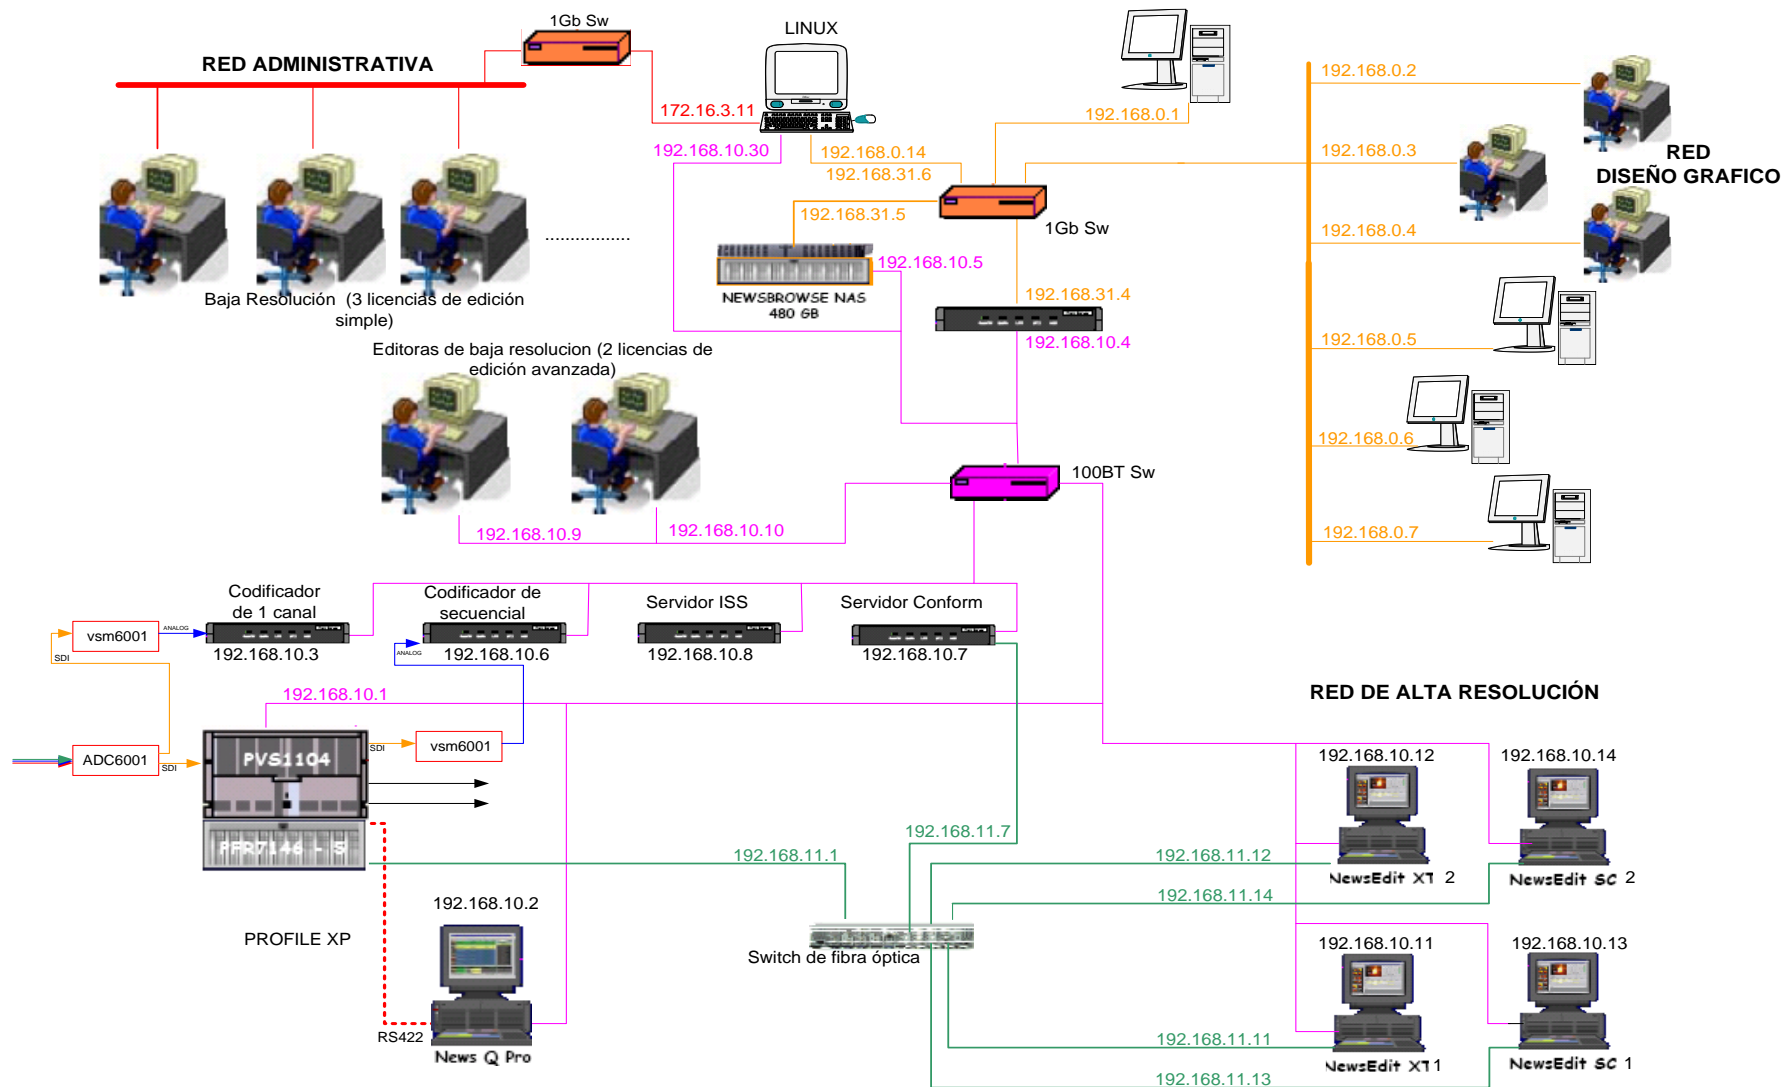 1Gb Sw
LINUX
RED ADMINISTRATIVA
172.16.3.11
192.168.0.1
192.168.0.2
192.168.10.30
192.168.0.14
192.168.31.6
192.168.0.3
RED
DISEÑO GRAFICO
192.168.31.5
1Gb Sw
192.168.0.4
.................
192.168.10.5
NEWSBROWSE NAS
480 GB
192.168.31.4
Baja Resolución (3 licencias de edición
simple)
192.168.10.4
192.168.0.5
Editoras de baja resolucion (2 licencias de
edición avanzada)
192.168.0.6
100BT Sw
192.168.10.9
192.168.10.10
192.168.0.7
Codificador
de 1 canal
Codificador de
secuencial
Servidor ISS
Servidor Conform
vsm6001
ANALOG
SDI
ANALOG
192.168.10.3
192.168.10.6
192.168.10.8
192.168.10.7
192.168.10.1
RED DE ALTA RESOLUCIÓN
ADC6001
SDI
PVS1104
SDI
vsm6001
192.168.10.12
192.168.10.14
PFR7146 - S
192.168.11.1
192.168.11.7
192.168.11.12
NewsEdit XT 2
NewsEdit SC 2
192.168.11.14
192.168.10.2
PROFILE XP
Switch de fibra óptica
192.168.10.11
192.168.10.13
RS422
News Q Pro
192.168.11.11
NewsEdit XT 1
NewsEdit SC 1
192.168.11.13